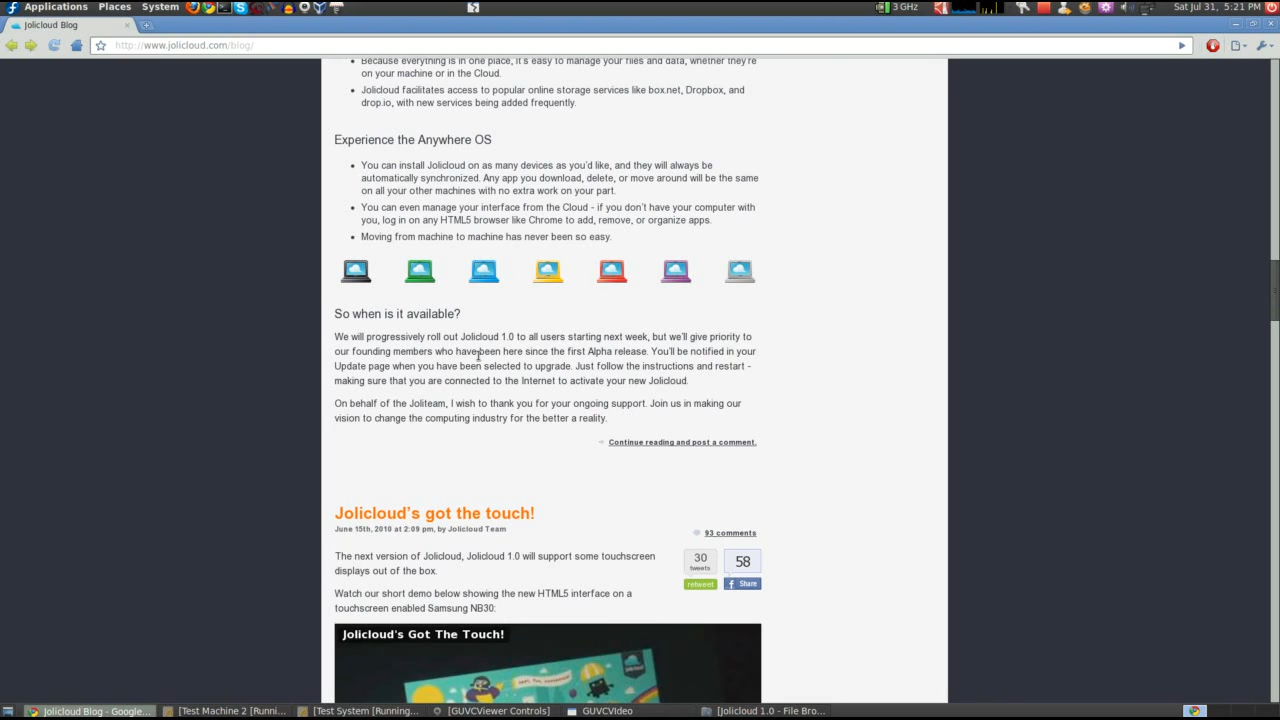 Applications Places System
3 GHz
Sat Jul 31, 5:21 PM
Jolicloud Blog
http://www.jolicloud.com/blog/
Because everything is in one place, it's easy to manage your files and data, whether they're
on your machine or in the Cloud.
Jolicloud facilitates access to popular online storage services like box.net, Dropbox, and
drop.io, with new services being added frequently.
Experience the Anywhere OS
You can install Jolicloud on as many devices as you'd like, and they will always be
automatically synchronized. Any app you download, delete, or move around will be the same
on all your other machines with no extra work on your part.
You can even manage your interface from the Cloud - if you don't have your computer with
you, log in on any HTML5 browser like Chrome to add, remove, or organize apps.
Moving from machine to machine has never been so easy.
So when is it available?
We will progressively roll out Jolicloud 1.0 to all users starting next week, but we'll give priority to
our founding members who have been here since the first Alpha release. You'll be notified in your
Update page when you have been selected to upgrade. Just follow the instructions and restart -
making sure that you are connected to the Internet to activate your new Jolicloud.
On behalf of the Joliteam, I wish to thank you for your ongoing support. Join us in making our
vision to change the computing industry for the better a reality.
Continue reading and post a comment.
Jolicloud's got the touch!
June 15th, 2010 at 2:09 pm, by Jolicloud Team
93 comments
The next version of Jolicloud, Jolicloud 1.0 will support some touchscreen
displays out of the box.
30
tweets
retweet
58
Share
Watch our short demo below showing the new HTML5 interface on a
touchscreen enabled Samsung NB30:
Jolicloud's Got The Touch!
Jolicloud Blog - Google...
[Test Machine 2 [Runni...
[Test System [Running...
[GUVCViewer Controls]
GUVCVideo
[Jolicloud 1.0 - File Bro...